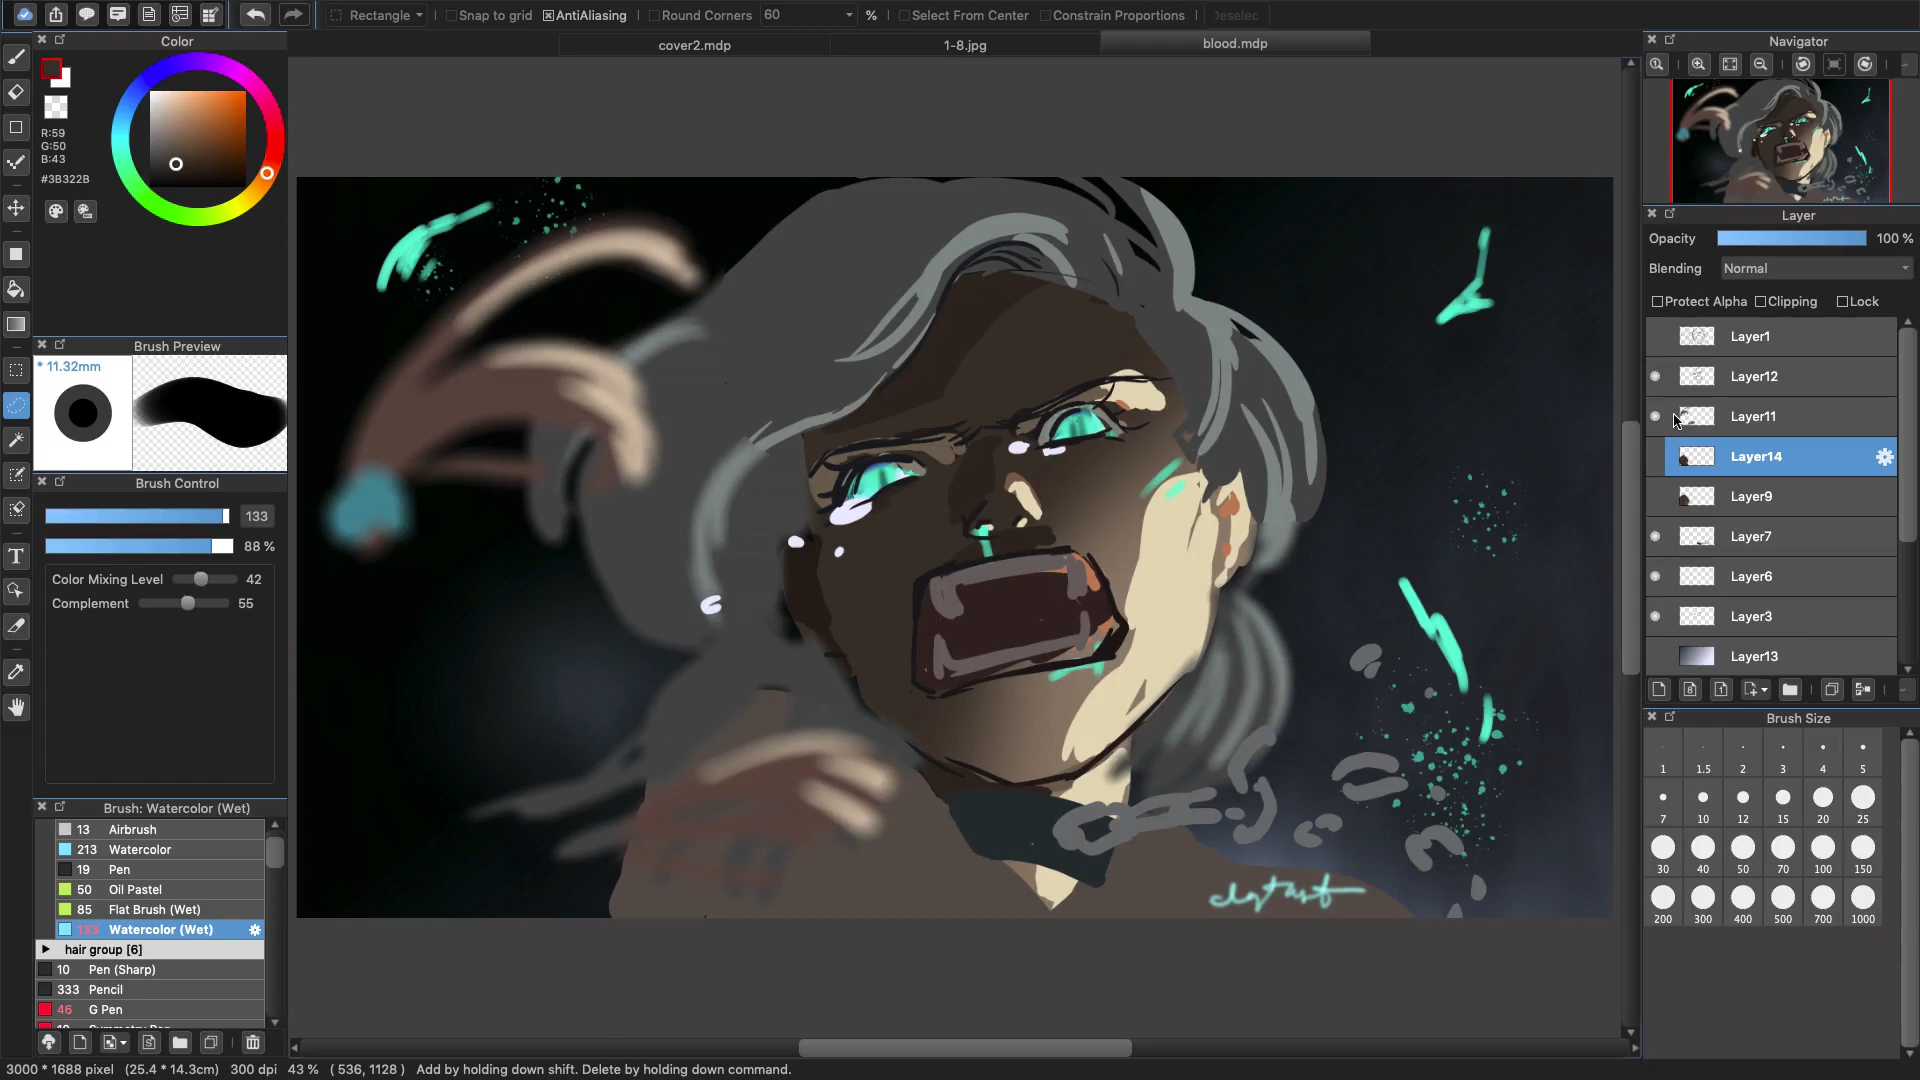 Rectangle Snap to grid AntiAliasing Round Corners 60 % Select From Center Constrain Proportions Deselec
cover2.mdp 1-8.jpg blood.mdp
Color
R:59
G:50
B:43
#3B322B
Brush Preview
* 11.32mm
Brush Control
133
88 %
Color Mixing Level 42
Complement 55
Brush: Watercolor (Wet)
13 Airbrush
213 Watercolor
19 Pen
50 Oil Pastel
85 Flat Brush (Wet)
133 Watercolor (Wet)
hair group [6]
10 Pen (Sharp)
333 Pencil
46 G Pen
Navigator
Layer
Opacity 100 %
Blending Normal
Protect Alpha Clipping Lock
Layer1
Layer12
Layer11
Layer14
Layer9
Layer7
Layer6
Layer3
Layer13
Brush Size
1 1.5 2 3 4 5
7 10 12 15 20 25
30 40 50 70 100 150
200 300 400 500 700 1000
3000 * 1688 pixel (25.4 * 14.3cm) 300 dpi 43 % ( 536, 1128 ) Add by holding down shift. Delete by holding down command.